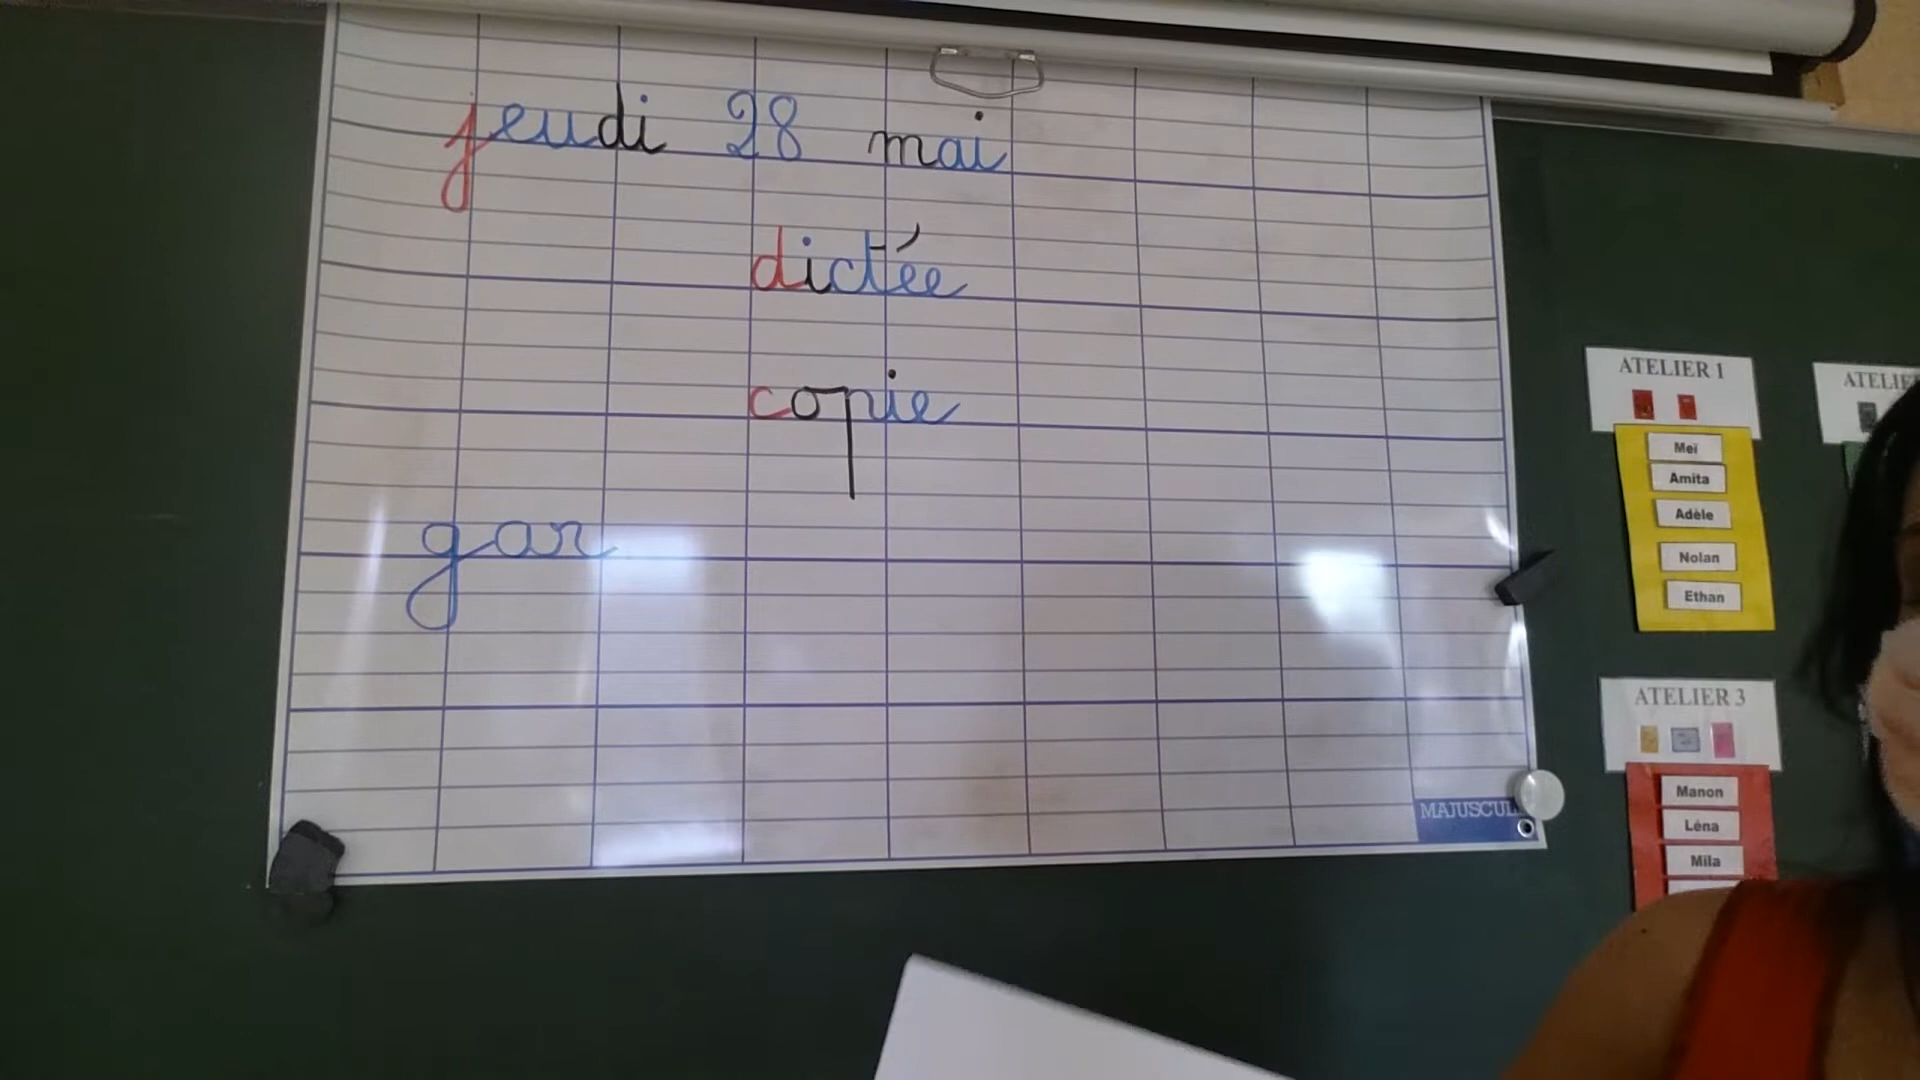 jeudi 28 mai
dictée
copie
gar
MAJUSCUL
ATELIER 1
Meï
Amita
Adèle
Nolan
Ethan
ATELIE
ATELIER 3
Manon
Léna
Mila